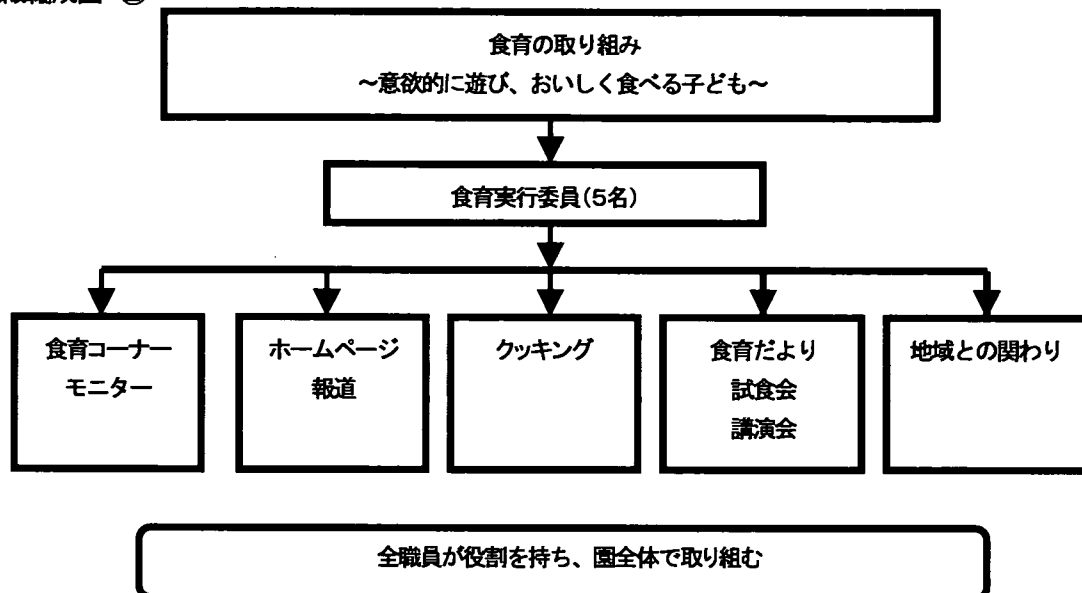 食育の取り組み
～意欲的に遊び、おいしく食べる子ども～
食育実行委員(5名)
食育コーナー
モニター
ホームページ
報道
クッキング
食育だより
試食会
講演会
地域との関わり
全職員が役割を持ち、園全体で取り組む